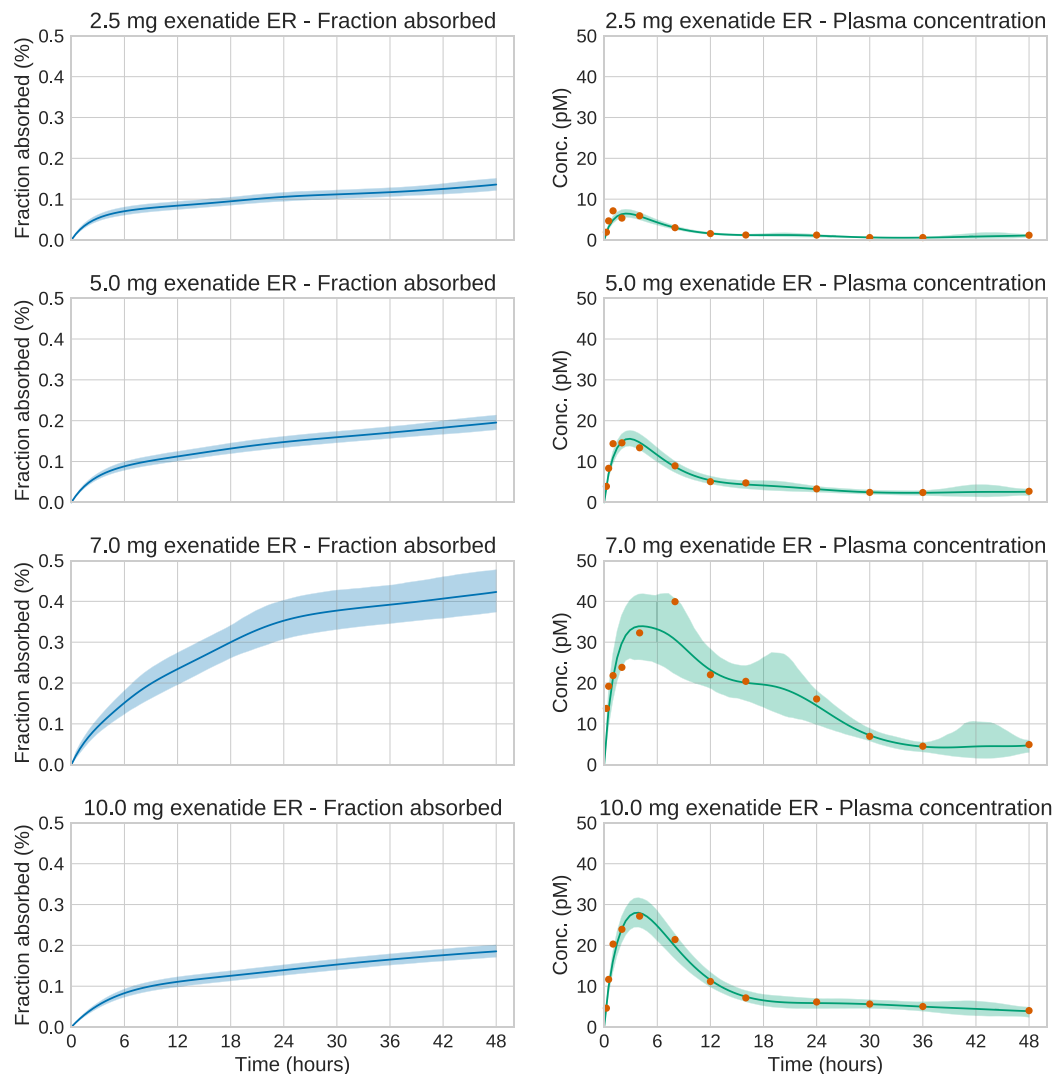 2.5 mg exenatide ER - Fraction absorbed
Fraction absorbed (%)
0.5
0.4
0.3
0.2
0.1
0.0
2.5 mg exenatide ER - Plasma concentration
Conc. (pM)
50
40
30
20
10
0
5.0 mg exenatide ER - Fraction absorbed
Fraction absorbed (%)
0.5
0.4
0.3
0.2
0.1
0.0
5.0 mg exenatide ER - Plasma concentration
Conc. (pM)
50
40
30
20
10
0
7.0 mg exenatide ER - Fraction absorbed
Fraction absorbed (%)
0.5
0.4
0.3
0.2
0.1
0.0
7.0 mg exenatide ER - Plasma concentration
Conc. (pM)
50
40
30
20
10
0
10.0 mg exenatide ER - Fraction absorbed
Fraction absorbed (%)
0.5
0.4
0.3
0.2
0.1
0.0
0 6 12 18 24 30 36 42 48
Time (hours)
10.0 mg exenatide ER - Plasma concentration
Conc. (pM)
50
40
30
20
10
0
0 6 12 18 24 30 36 42 48
Time (hours)